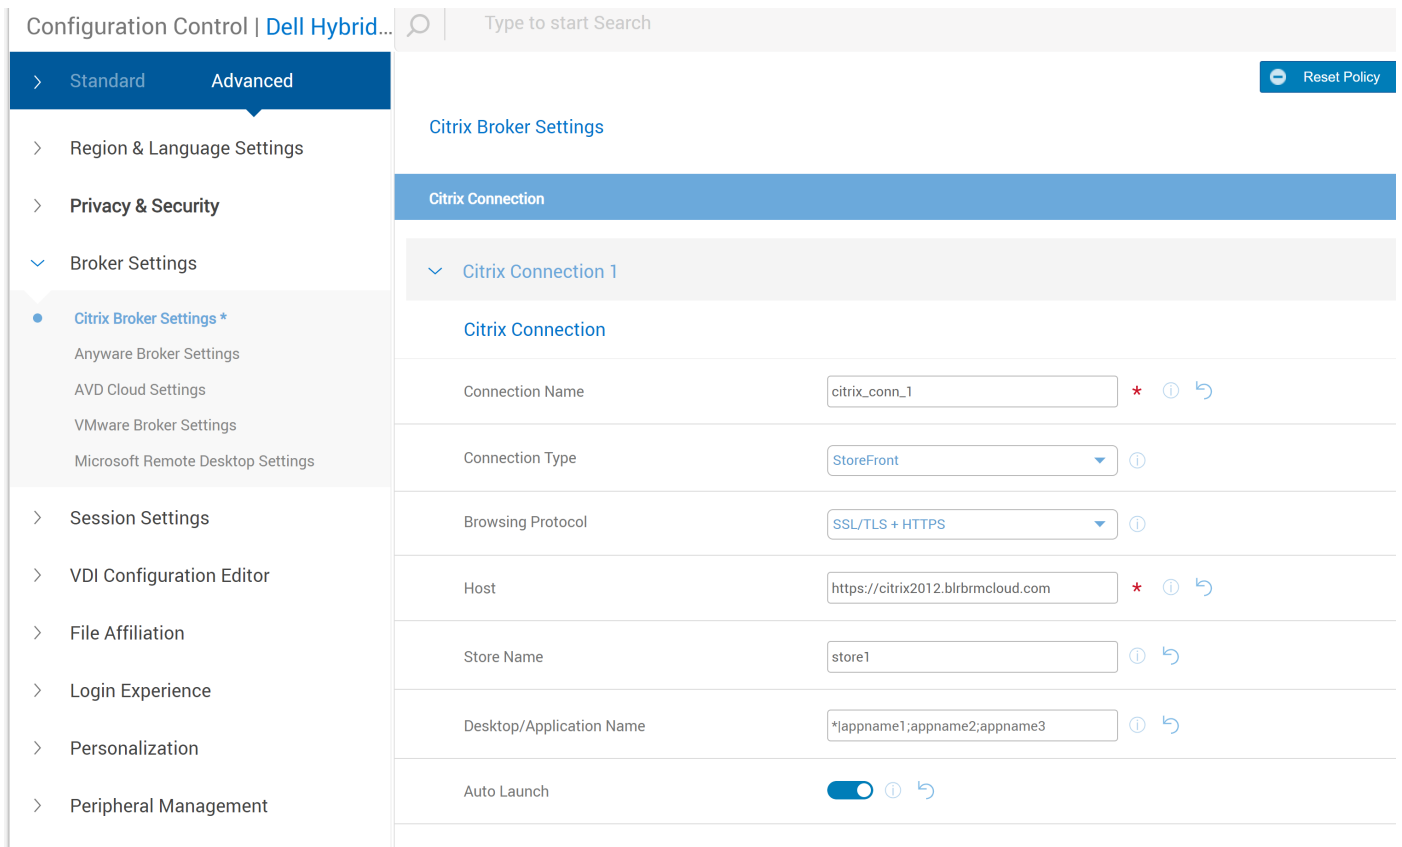 Configuration Control | Dell Hybrid...
Type to start Search
Standard
Advanced
Reset Policy
Region & Language Settings
Privacy & Security
Broker Settings
Citrix Broker Settings *
Anyware Broker Settings
AVD Cloud Settings
VMware Broker Settings
Microsoft Remote Desktop Settings
Session Settings
VDI Configuration Editor
File Affiliation
Login Experience
Personalization
Peripheral Management
Citrix Broker Settings
Citrix Connection
Citrix Connection 1
Citrix Connection
Connection Name citrix_conn_1 *
Connection Type StoreFront
Browsing Protocol SSL/TLS + HTTPS
Host https://citrix2012.blrbrmcloud.com *
Store Name store1
Desktop/Application Name *|appname1;appname2;appname3
Auto Launch